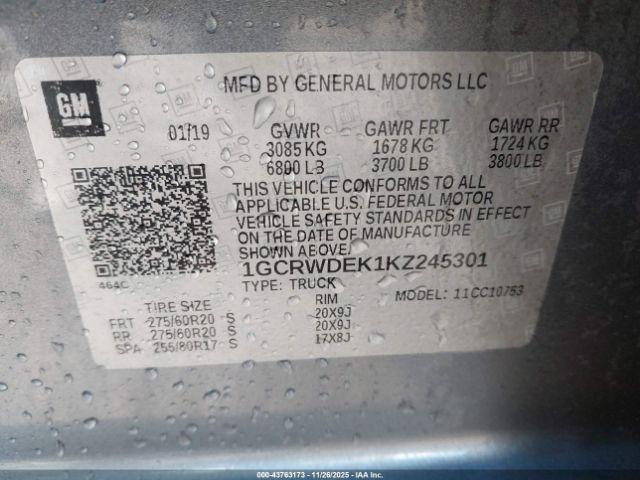 GM
MFD BY GENERAL MOTORS LLC
01/19 GVWR GAWR FRT GAWR RR
3085 KG 1678 KG 1724 KG
6800 LB 3700 LB 3800 LB
THIS VEHICLE CONFORMS TO ALL
APPLICABLE U.S. FEDERAL MOTOR
VEHICLE SAFETY STANDARDS IN EFFECT
ON THE DATE OF MANUFACTURE
SHOWN ABOVE.
1GCRWDEK1KZ245301
464C TYPE: TRUCK MODEL: 11CC10753
TIRE SIZE RIM
FRT 275/60R20 S 20X9J
RR 275/60R20 S 20X9J
SPA 255/80R17 S 17X8J
000-43763173 11/26/2025 IAAI, Inc.